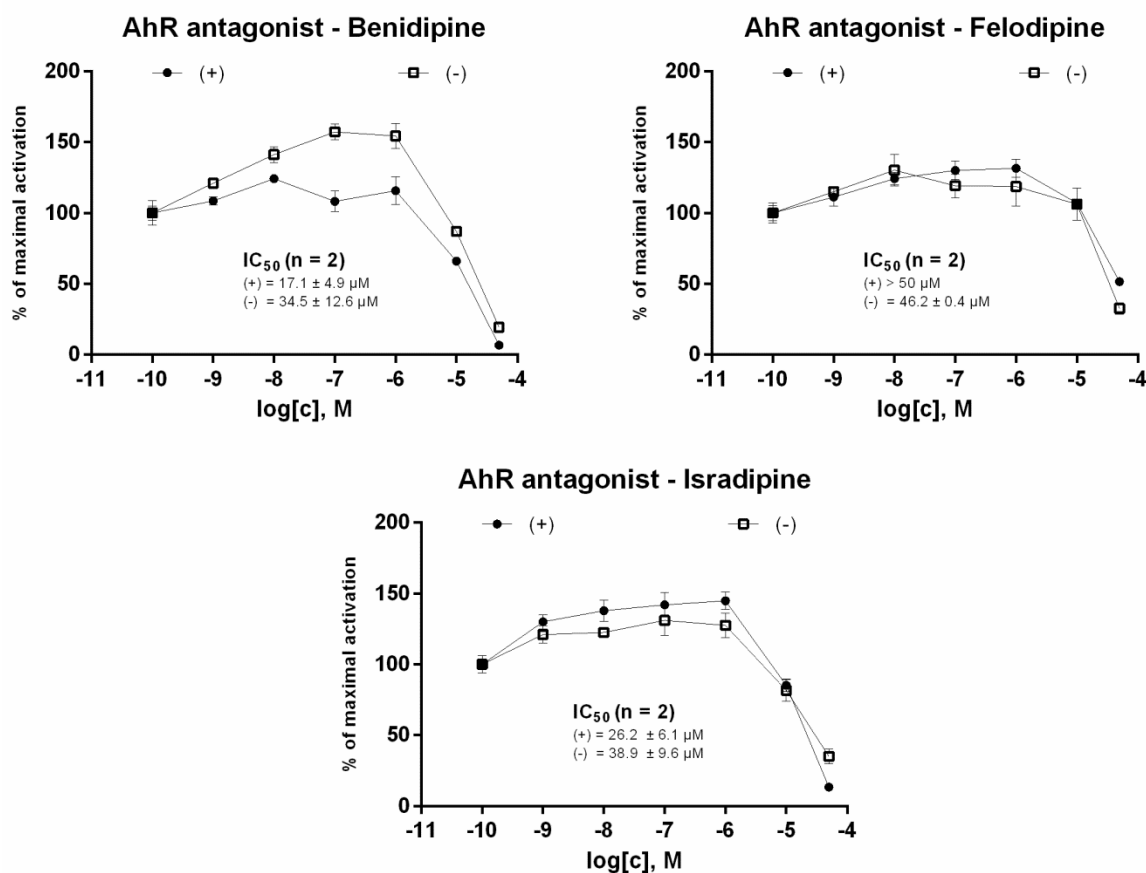 AhR antagonist - Benidipine
(+) (-)
% of maximal activation
200
150
100
50
0
IC50 (n = 2)
(+) = 17.1 ± 4.9 µM
(-) = 34.5 ± 12.6 µM
-11 -10 -9 -8 -7 -6 -5 -4
log[c], M
AhR antagonist - Felodipine
(+) (-)
% of maximal activation
200
150
100
50
0
IC50 (n = 2)
(+) > 50 µM
(-) = 46.2 ± 0.4 µM
-11 -10 -9 -8 -7 -6 -5 -4
log[c], M
AhR antagonist - Isradipine
(+) (-)
% of maximal activation
200
150
100
50
0
IC50 (n = 2)
(+) = 26.2 ± 6.1 µM
(-) = 38.9 ± 9.6 µM
-11 -10 -9 -8 -7 -6 -5 -4
log[c], M